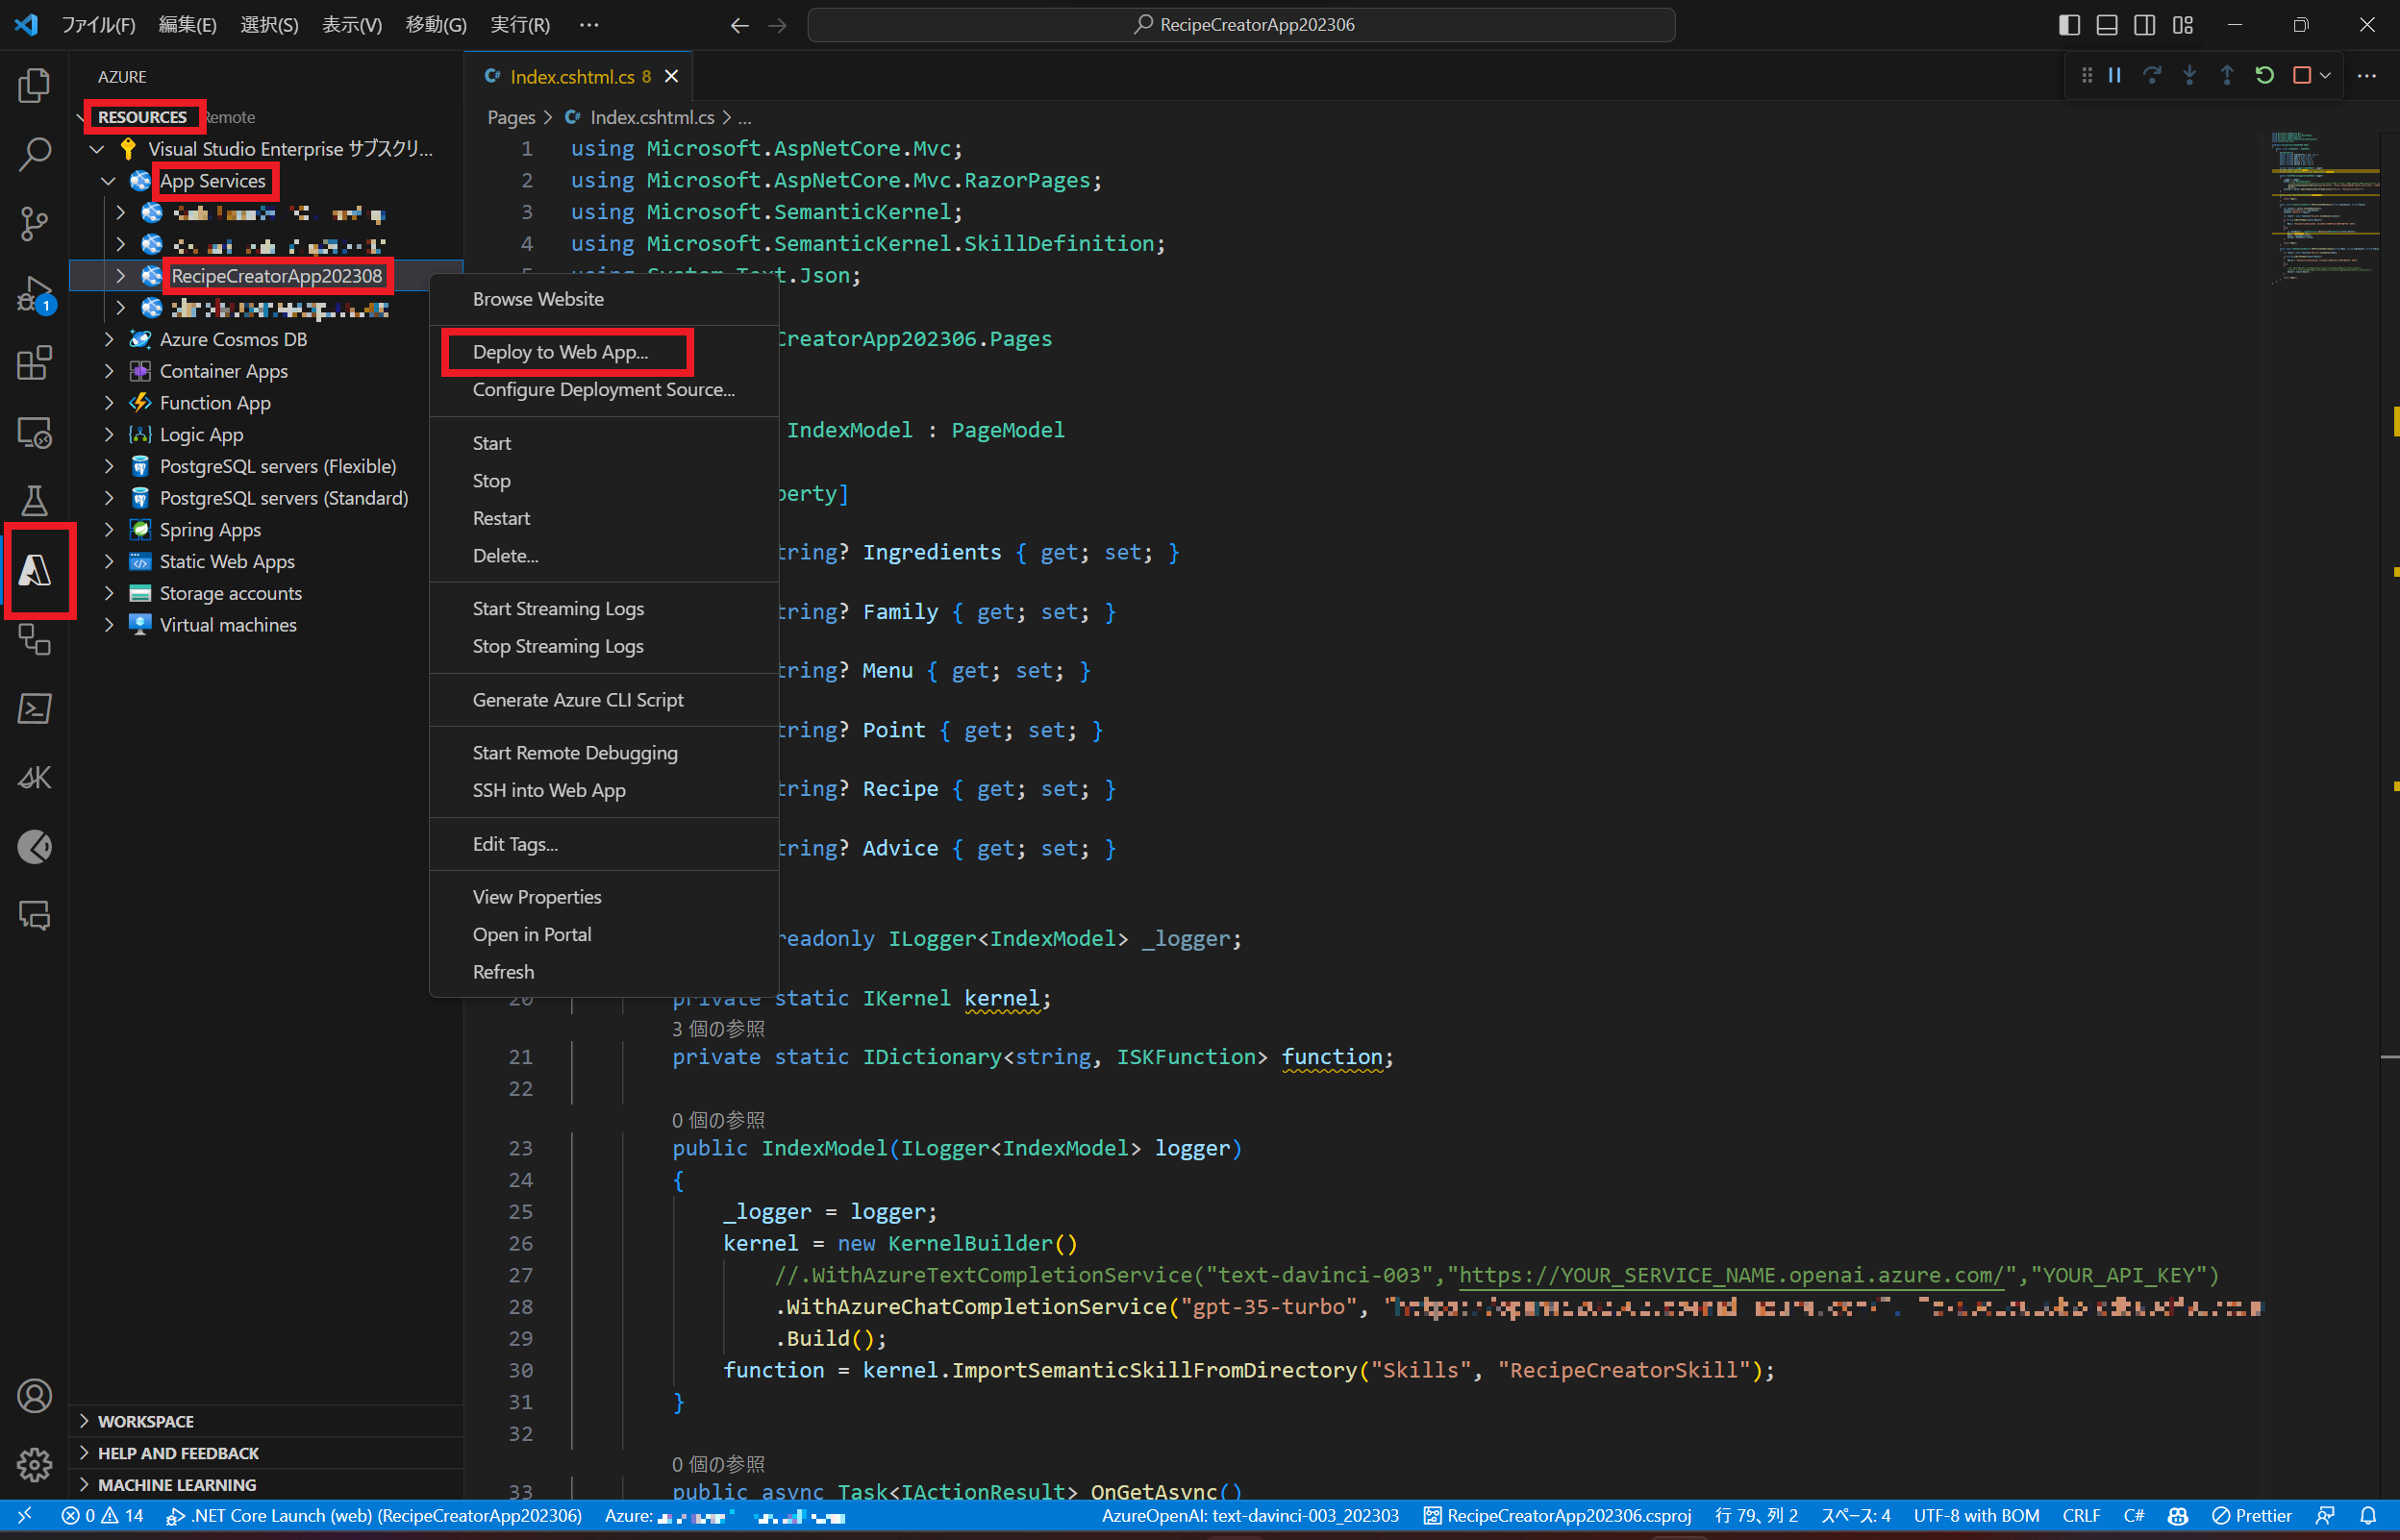 ファイル(F) 編集(E) 選択(S) 表示(V) 移動(G) 実行(R) ···
RecipeCreatorApp202306
AZURE
RESOURCES Remote
Visual Studio Enterprise サブスクリ...
App Services
RecipeCreatorApp202308
Azure Cosmos DB
Container Apps
Function App
Logic App
PostgreSQL servers (Flexible)
PostgreSQL servers (Standard)
Spring Apps
Static Web Apps
Storage accounts
Virtual machines
WORKSPACE
HELP AND FEEDBACK
MACHINE LEARNING
1
Browse Website
Deploy to Web App...
Configure Deployment Source...
Start
Stop
Restart
Delete...
Start Streaming Logs
Stop Streaming Logs
Generate Azure CLI Script
Start Remote Debugging
SSH into Web App
Edit Tags...
View Properties
Open in Portal
Refresh
C# Index.cshtml.cs 8
Pages > C# Index.cshtml.cs > ...
1 using Microsoft.AspNetCore.Mvc;
2 using Microsoft.AspNetCore.Mvc.RazorPages;
3 using Microsoft.SemanticKernel;
4 using Microsoft.SemanticKernel.SkillDefinition;
5 using System.Text.Json;
CreatorApp202306.Pages
IndexModel : PageModel
perty]
tring? Ingredients { get; set; }
tring? Family { get; set; }
tring? Menu { get; set; }
tring? Point { get; set; }
tring? Recipe { get; set; }
tring? Advice { get; set; }
readonly ILogger<IndexModel> _logger;
20 private static IKernel kernel;
3 個の参照
21 private static IDictionary<string, ISKFunction> function;
22
0 個の参照
23 public IndexModel(ILogger<IndexModel> logger)
24 {
25 _logger = logger;
26 kernel = new KernelBuilder()
27 //.WithAzureTextCompletionService("text-davinci-003","https://YOUR_SERVICE_NAME.openai.azure.com/","YOUR_API_KEY")
28 .WithAzureChatCompletionService("gpt-35-turbo",
29 .Build();
30 function = kernel.ImportSemanticSkillFromDirectory("Skills", "RecipeCreatorSkill");
31 }
32
0 個の参照
33 public async Task<IActionResult> OnGetAsync()
0 14 .NET Core Launch (web) (RecipeCreatorApp202306) Azure: AzureOpenAI: text-davinci-003_202303 RecipeCreatorApp202306.csproj 行 79、列 2 スペース: 4 UTF-8 with BOM CRLF C# Prettier